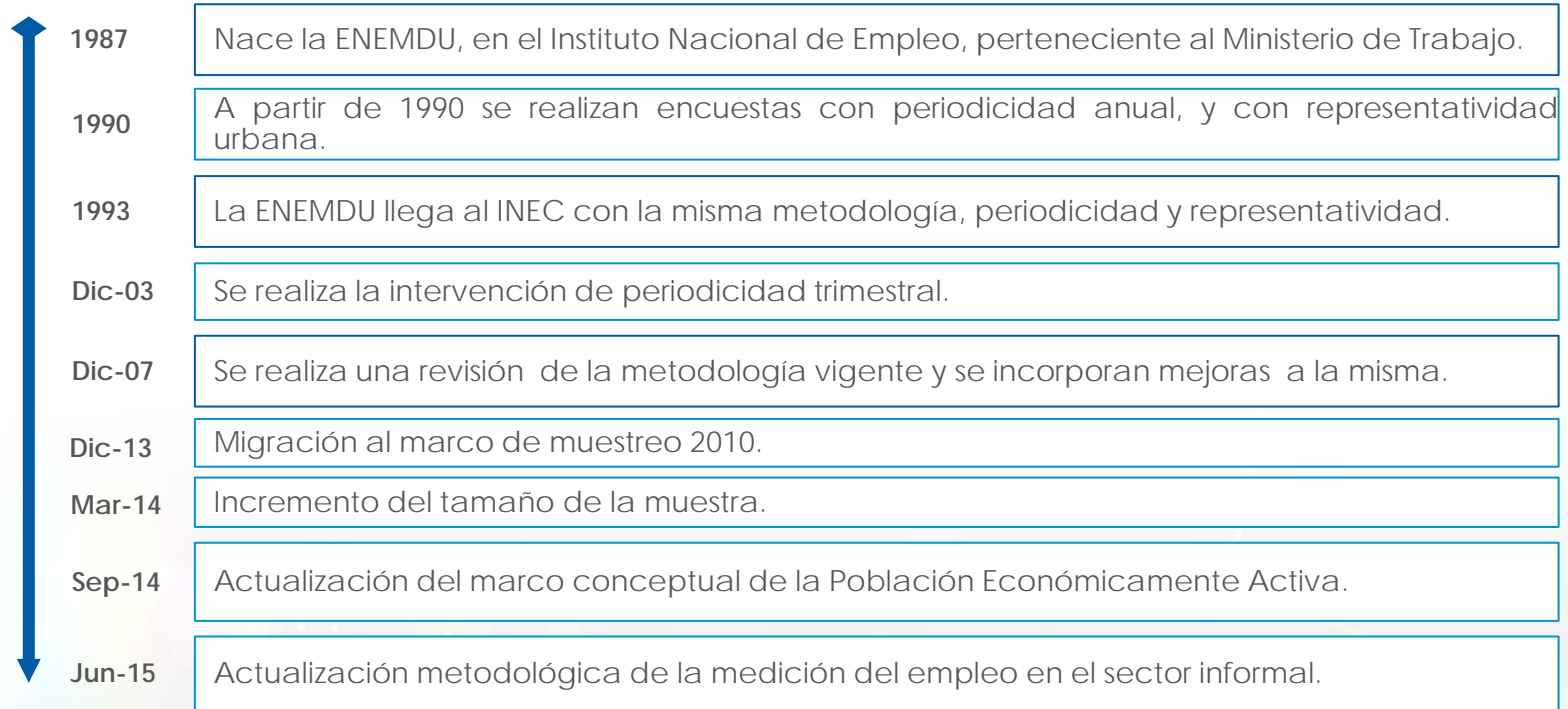 1987
Nace la ENEMDU, en el Instituto Nacional de Empleo, perteneciente al Ministerio de Trabajo.
1990
A partir de 1990 se realizan encuestas con periodicidad anual, y con representatividad
urbana.
1993
La ENEMDU llega al INEC con la misma metodología, periodicidad y representatividad.
Dic-03
Se realiza la intervención de periodicidad trimestral.
Dic-07
Se realiza una revisión de la metodología vigente y se incorporan mejoras a la misma.
Dic-13
Migración al marco de muestreo 2010.
Mar-14
Incremento del tamaño de la muestra.
Sep-14
Actualización del marco conceptual de la Población Económicamente Activa.
Jun-15
Actualización metodológica de la medición del empleo en el sector informal.